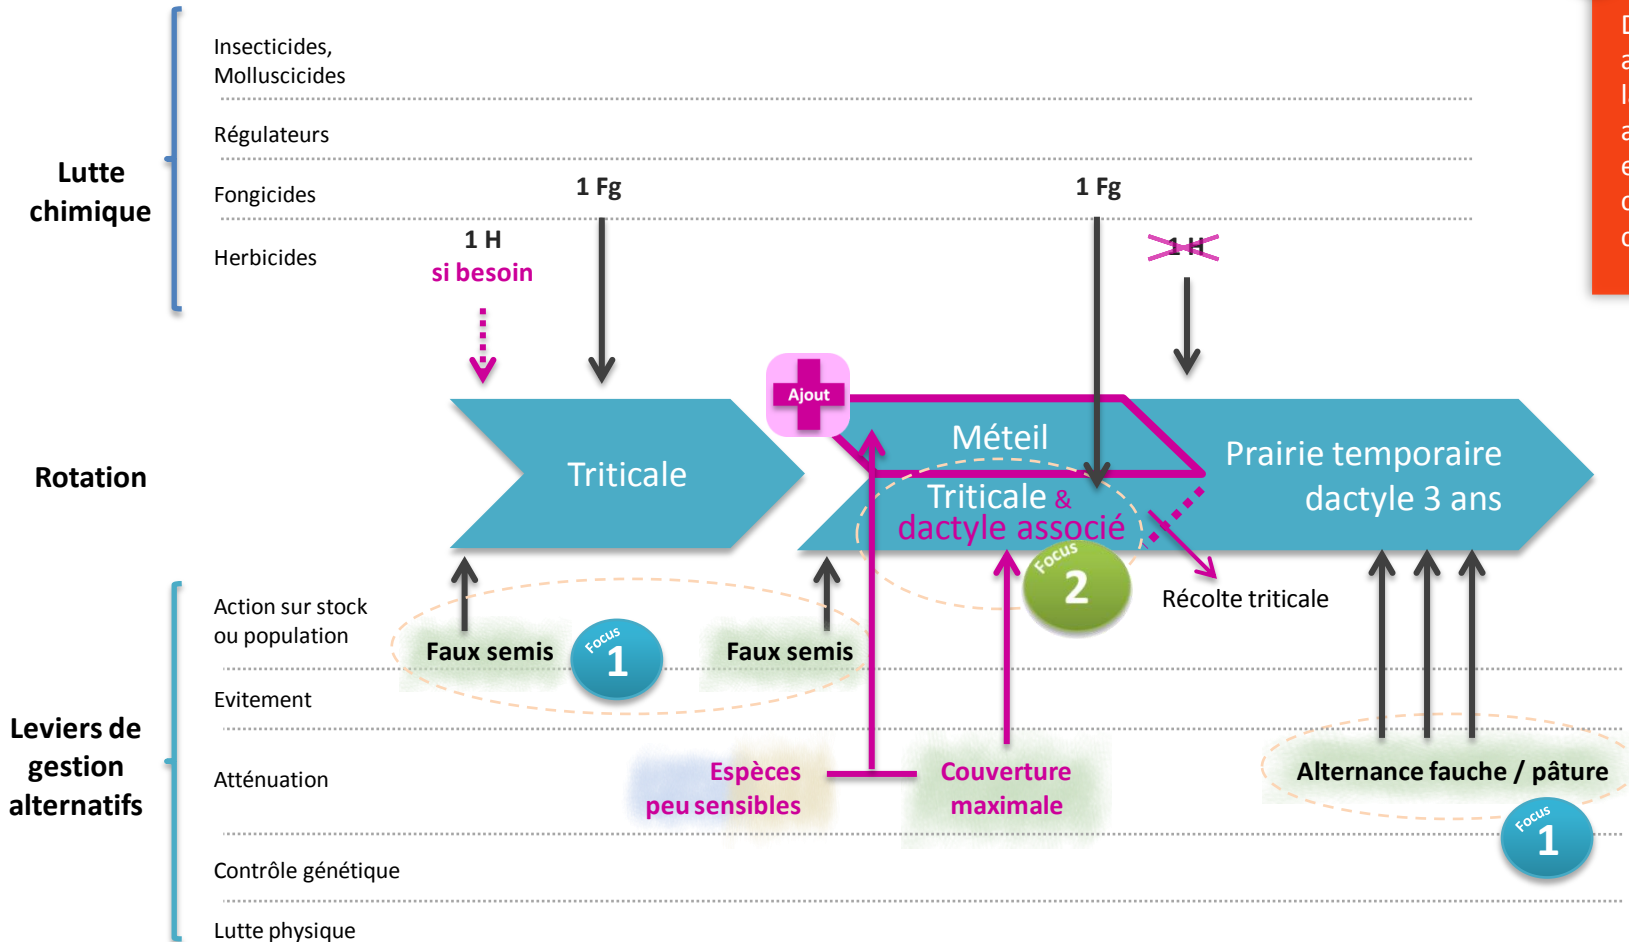 Insecticides,
Molluscicides
Régulateurs
Lutte
chimique
Fongicides
1 Fg
1 Fg
Herbicides
1 H
si besoin
1 H
Rotation
Triticale
Ajout
Méteil
Triticale &
dactyle associé
Prairie temporaire
dactyle 3 ans
Récolte triticale
Leviers de
gestion
alternatifs
Action sur stock
ou population
Faux semis
Focus
1
Faux semis
Focus
2
Evitement
Atténuation
Espèces
peu sensibles
Couverture
maximale
Alternance fauche / pâture
Focus
1
Contrôle génétique
Lutte physique